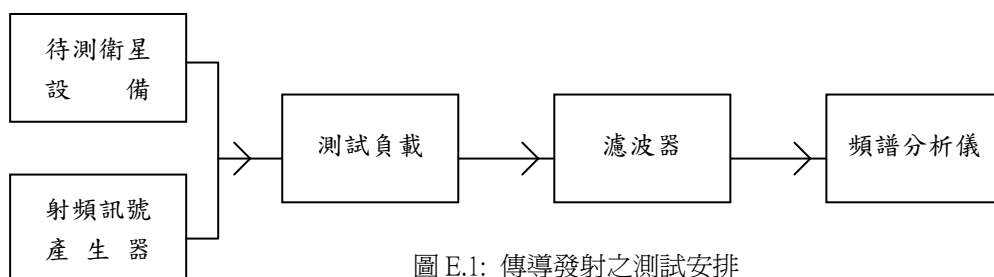 待測衛星
設 備
射頻訊號
產 生 器
測試負載
濾波器
頻譜分析儀
圖 E.1: 傳導發射之測試安排